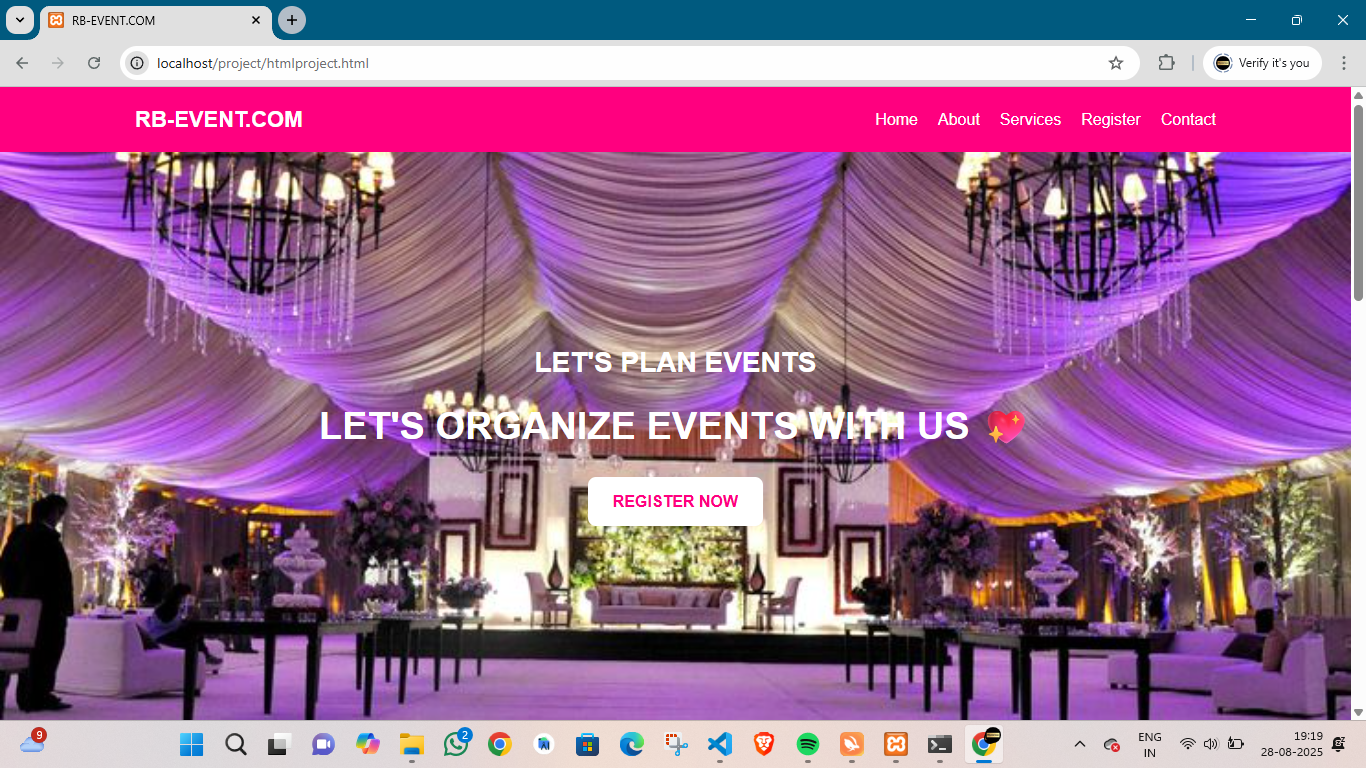 RB-EVENT.COM
localhost/project/htmlproject.html
Verify it's you
RB-EVENT.COM
Home About Services Register Contact
LET'S PLAN EVENTS
LET'S ORGANIZE EVENTS WITH US 💖
REGISTER NOW
9
2
AI
ENG
IN
19:19
28-08-2025